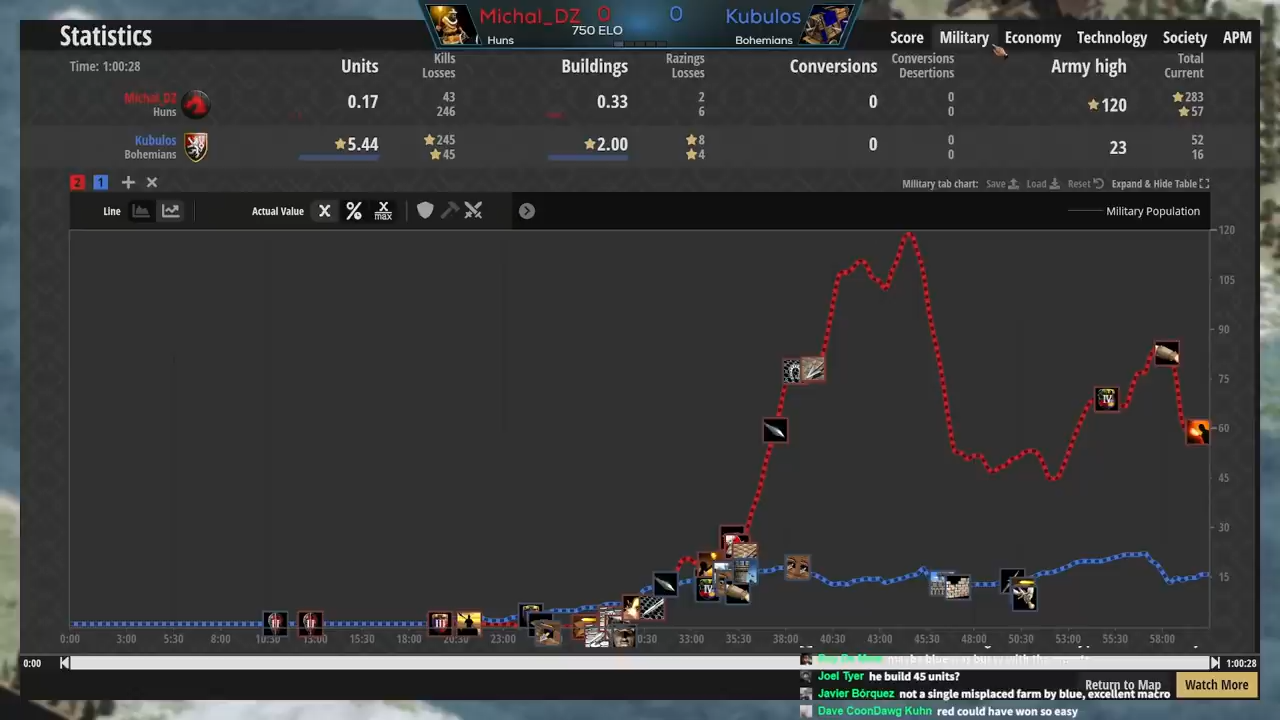 Michal_DZ 0 0 Kubulos
750 ELO
Huns Bohemians
Statistics
Score Military Economy Technology Society APM
Time: 1:00:28
Units Kills Losses Buildings Razings Losses Conversions Conversions Desertions Army high Total Current
Michal_DZ Huns 0.17 43 246 0.33 2 6 0 0 0 120 283 57
Kubulos Bohemians 5.44 245 45 2.00 8 4 0 0 0 23 52 16
2 1 Military tab chart: Save Load Reset Expand & Hide Table
Line Actual Value X % X max Military Population
120
105
90
75
60
45
30
15
0:00 3:00 5:30 8:00 15:30 18:00 23:00 33:00 35:30 38:00 40:30 43:00 45:30 48:00 50:30 53:00 55:30 58:00
0:00 1:00:28
Joel Tyer he build 45 units?
Javier Bórquez not a single misplaced farm by blue, excellent macro
Dave CoonDawg Kuhn red could have won so easy
Return to Map Watch More